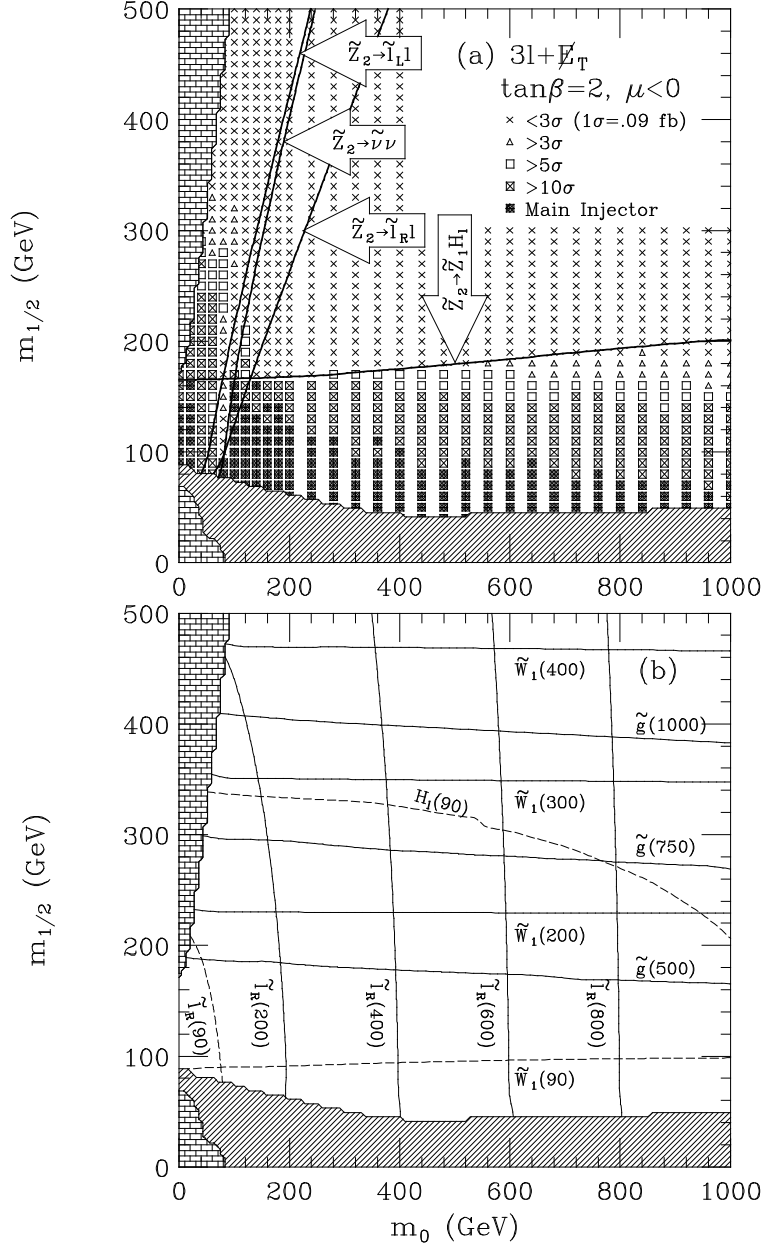 500
400
300
200
100
0
m1/2 (GeV)
0 200 400 600 800 1000
(a) 3l+E̸T
tanβ=2, μ<0
× <3σ (1σ=.09 fb)
△ >3σ
□ >5σ
⊠ >10σ
Main Injector
Z̃2→l̃Ll
Z̃2→ν̃ν
Z̃2→l̃Rl
Z̃2→Z̃1Hl
500
400
300
200
100
0
m1/2 (GeV)
(b)
W̃1(400)
g̃(1000)
W̃1(300)
Hl(90)
g̃(750)
W̃1(200)
g̃(500)
l̃R(90)
l̃R(200)
l̃R(400)
l̃R(600)
l̃R(800)
W̃1(90)
0 200 400 600 800 1000
m0 (GeV)